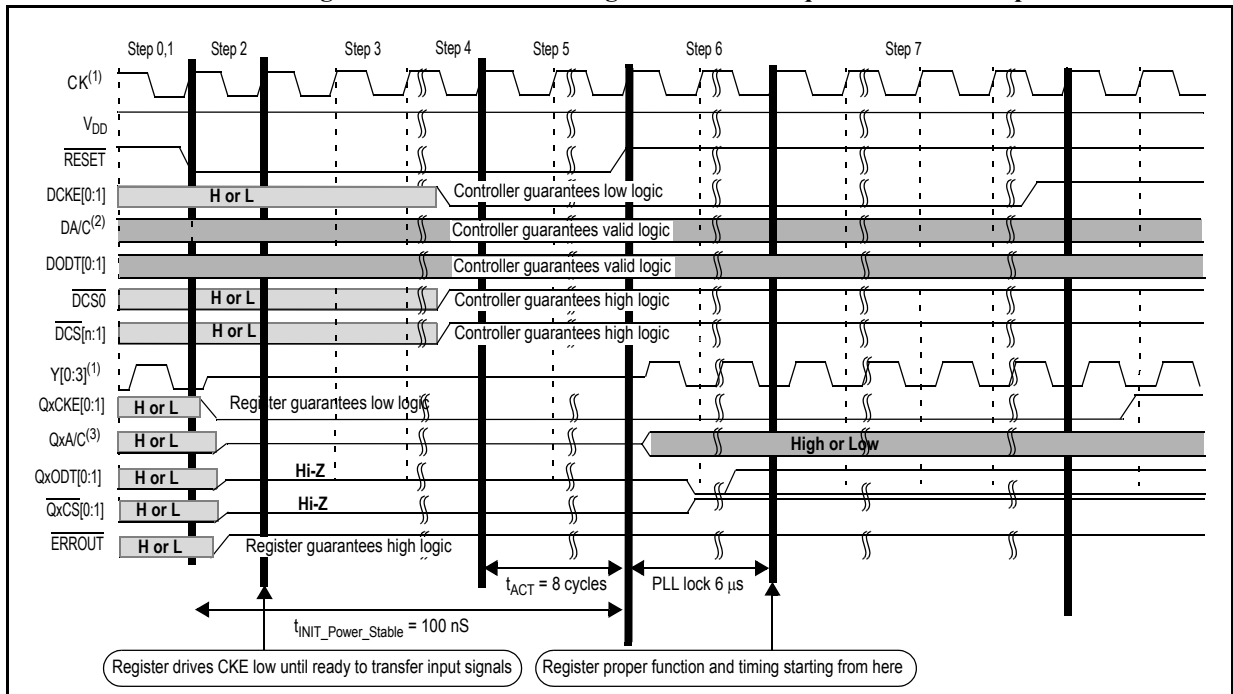 Step 0,1 Step 2 Step 3 Step 4 Step 5 Step 6 Step 7
CK(1)
VDD
RESET
DCKE[0:1] H or L Controller guarantees low logic
DA/C(2) Controller guarantees valid logic
DODT[0:1] Controller guarantees valid logic
DCS0 H or L Controller guarantees high logic
DCS[n:1] H or L Controller guarantees high logic
Y[0:3](1)
QxCKE[0:1] H or L Register guarantees low logic
QxA/C(3) H or L High or Low
QxODT[0:1] H or L Hi-Z
QxCS[0:1] H or L Hi-Z
ERROUT H or L Register guarantees high logic
tACT = 8 cycles PLL lock 6 μs
tINIT_Power_Stable = 100 nS
Register drives CKE low until ready to transfer input signals Register proper function and timing starting from here